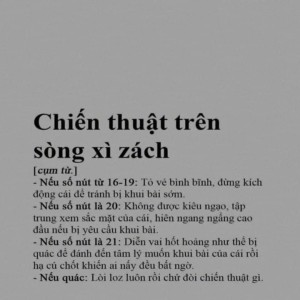 Chiến thuật trên
sòng xì zách
[cụm từ.]
- Nếu số nút từ 16-19: Tỏ vẻ bình bĩnh, đừng kích
động cái để tránh bị khui bài sớm.
- Nếu số nút là 20: Không được kiêu ngạo, tập
trung xem sắc mặt của cái, hiên ngang ngẩng cao
đầu nếu bị yêu cầu khui bài.
- Nếu số nút là 21: Diễn vai hốt hoảng như thể bị
quác để đánh đến tâm lý muốn khui bài của cái rồi
hạ cú chốt khiến ai nấy đều bất ngờ.
- Nếu quác: Lòi loz luôn rồi chứ đòi chiến thuật gì.